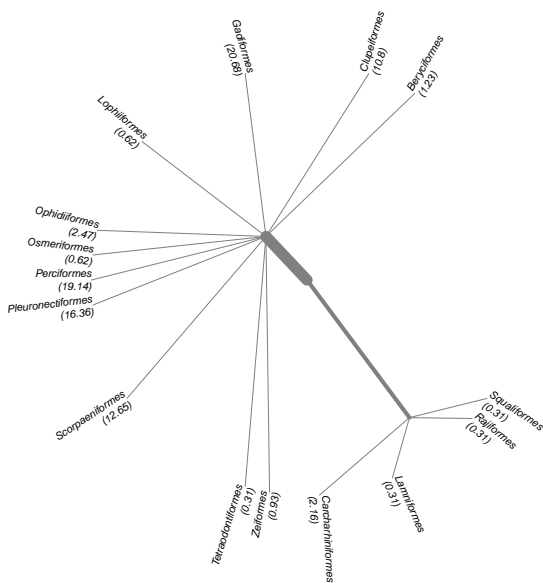 Gadiformes
(20.68)
Clupeiformes
(10.8)
Beryciformes
(1.23)
Lophiiformes
(0.62)
Ophidiiformes
(2.47)
Osmeriformes
(0.62)
Perciformes
(19.14)
Pleuronectiformes
(16.36)
Scorpaeniformes
(12.65)
Tetraodontiformes
(0.31)
Zeiformes
(0.93)
Carcharhiniformes
(2.16)
Lamniformes
(0.31)
Rajiformes
(0.31)
Squaliformes
(0.31)